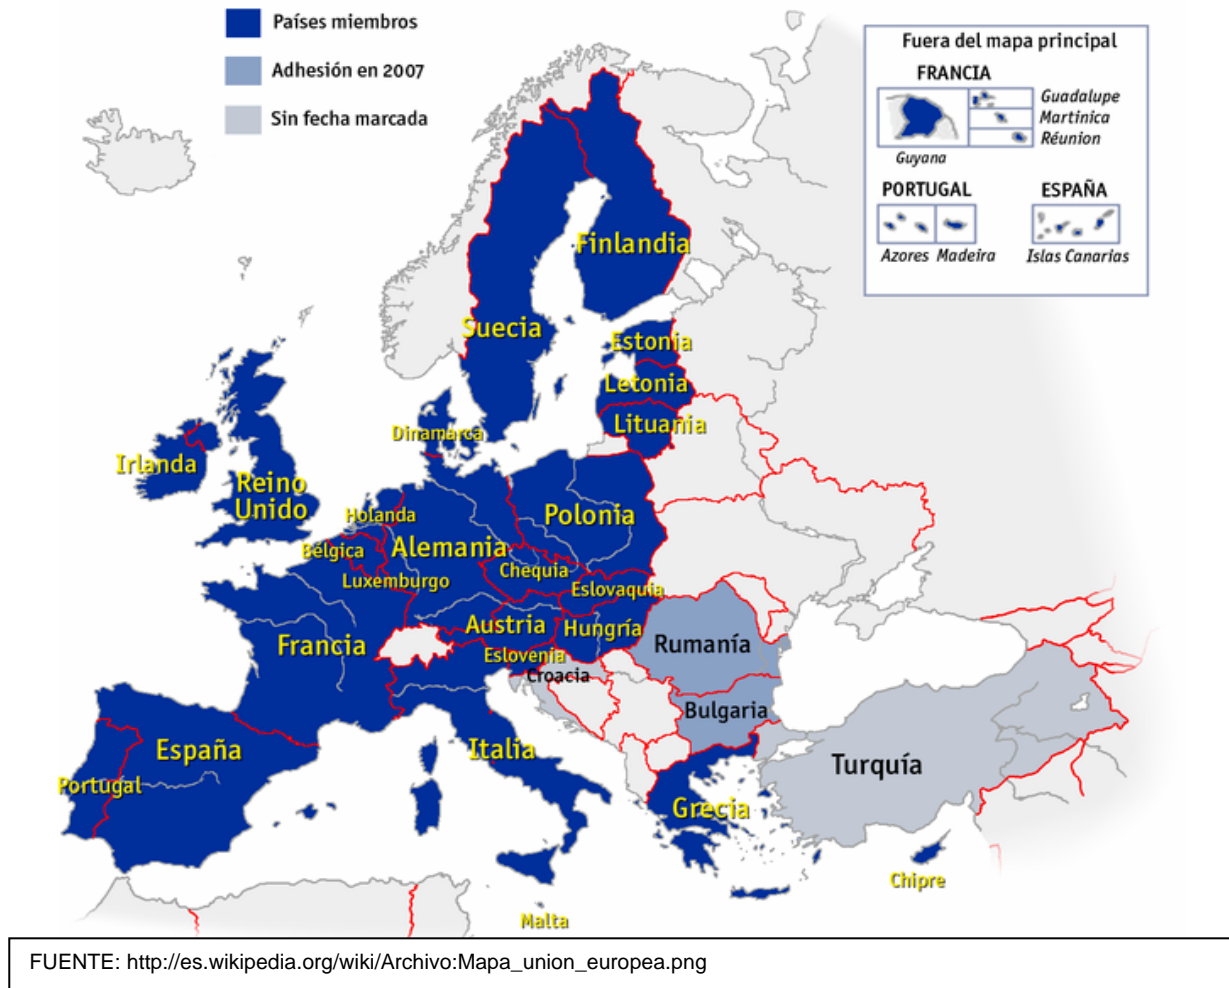 Países miembros
Adhesión en 2007
Sin fecha marcada
Fuera del mapa principal
FRANCIA
Guadalupe
Martinica
Réunion
Guyana
PORTUGAL
ESPAÑA
Azores
Madeira
Islas Canarias
Finlandia
Suecia
Estonia
Letonia
Lituania
Dinamarca
Irlanda
Reino
Unido
Holanda
Polonia
Bélgica
Alemania
Chequia
Luxemburgo
Eslovaquia
Austria
Hungría
Francia
Rumanía
Eslovenia
Croacia
Bulgaria
España
Italia
Turquía
Portugal
Grecia
Chipre
Malta
FUENTE: http://es.wikipedia.org/wiki/Archivo:Mapa_union_europea.png